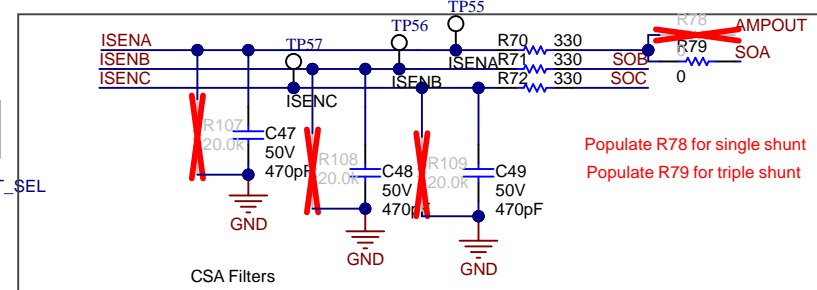 TP55
R78
AMPOUT
TP56
ISENA
R70
330
TP57
R79
SOA
ISENB
ISENA
R71
330
SOB
0
ISENC
ISENB
R72
330
SOC
ISENC
R107
20.0k
C47
50V
470pF
R108
20.0k
C48
50V
470pF
R109
20.0k
C49
50V
470pF
Populate R78 for single shunt
Populate R79 for triple shunt
T_SEL
GND
GND
GND
CSA Filters